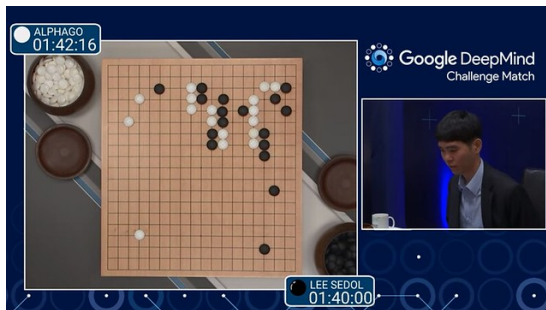 ALPHAGO
01:42:16
Google DeepMind
Challenge Match
LEE SEDOL
01:40:00